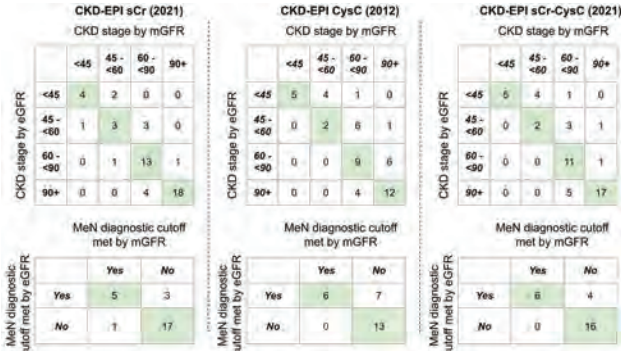 CKD-EPI sCr (2021)
CKD stage by mGFR
CKD stage by eGFR
<45 45 - <60 60 - <90 90+
<45 4 2 0 0
45 - <60 1 3 3 0
60 - <90 0 1 13 1
90+ 0 0 4 18
MeN diagnostic cutoff
met by mGFR
MeN diagnostic
cutoff met by eGFR
Yes No
Yes 5 3
No 1 17
CKD-EPI CysC (2012)
CKD stage by mGFR
CKD stage by eGFR
<45 45 - <60 60 - <90 90+
<45 5 4 1 0
45 - <60 0 2 6 1
60 - <90 0 0 9 6
90+ 0 0 4 12
MeN diagnostic cutoff
met by mGFR
MeN diagnostic
cutoff met by eGFR
Yes No
Yes 6 7
No 0 13
CKD-EPI sCr-CysC (2021)
CKD stage by mGFR
CKD stage by eGFR
<45 45 - <60 60 - <90 90+
<45 5 4 1 0
45 - <60 0 2 3 1
60 - <90 0 0 11 1
90+ 0 0 5 17
MeN diagnostic cutoff
met by mGFR
MeN diagnostic
cutoff met by eGFR
Yes No
Yes 6 4
No 0 16